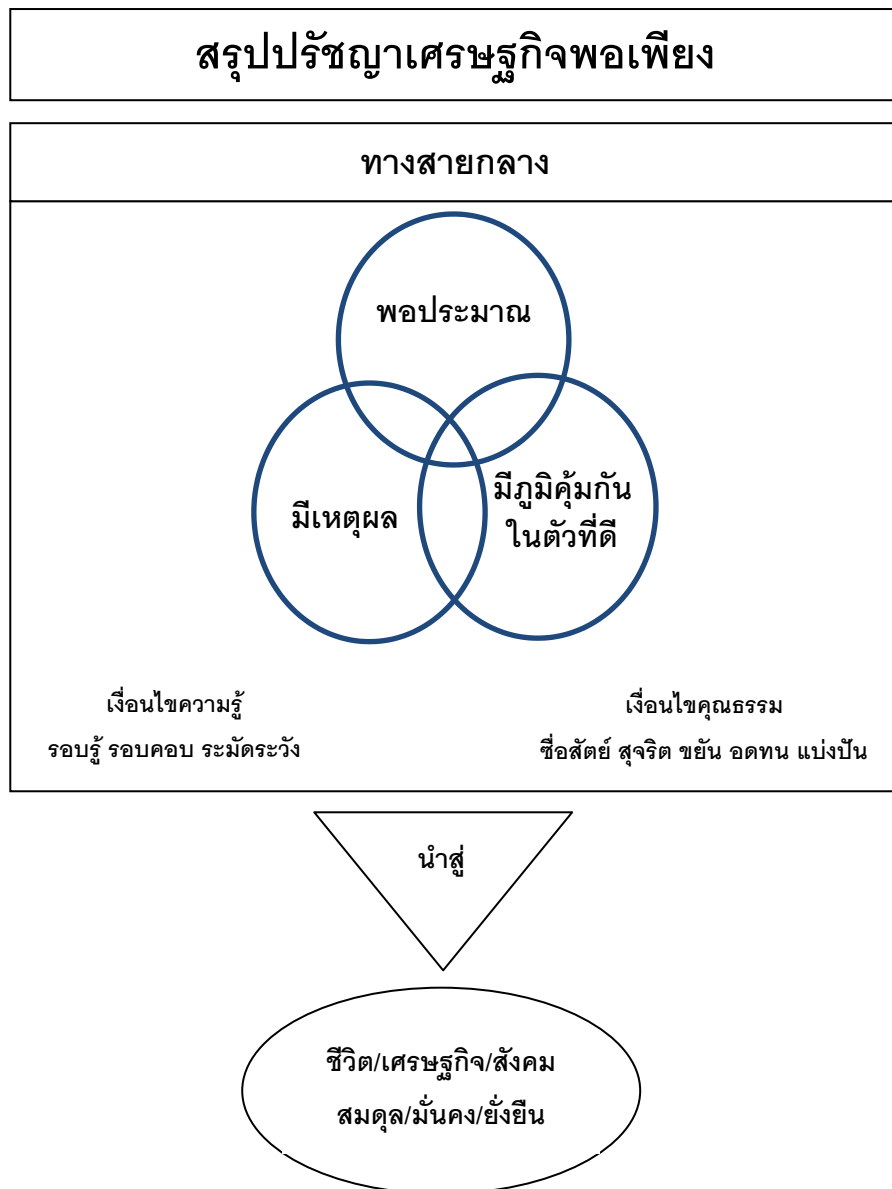 สรุปปรัชญาเศรษฐกิจพอเพียง
ทางสายกลาง
พอประมาณ
มีเหตุผล
มีภูมิคุ้มกัน
ในตัวที่ดี
เงื่อนไขความรู้
รอบรู้ รอบคอบ ระมัดระวัง
เงื่อนไขคุณธรรม
ซื่อสัตย์ สุจริต ขยัน อดทน แบ่งปัน
นำสู่
ชีวิต/เศรษฐกิจ/สังคม
สมดุล/มั่นคง/ยั่งยืน